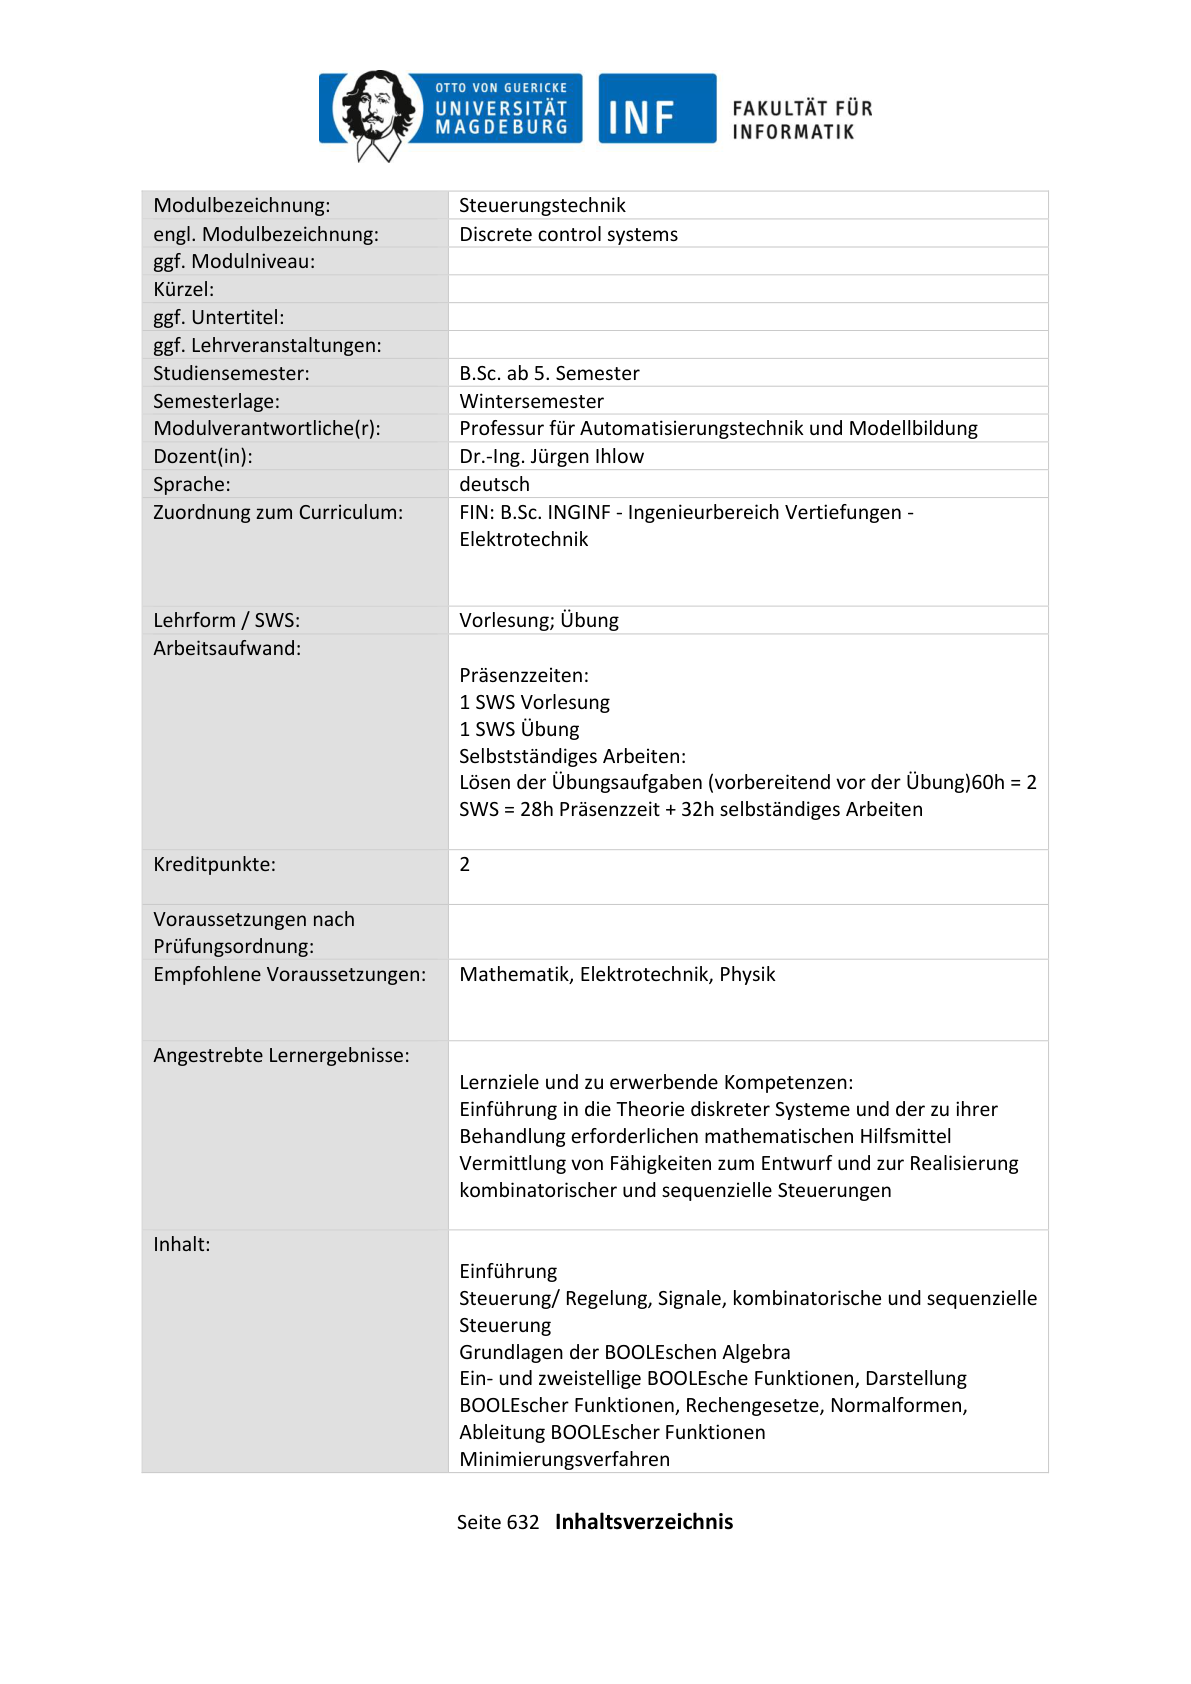 OTTO VON GUERICKE
UNIVERSITÄT
MAGDEBURG
INF
FAKULTÄT FÜR
INFORMATIK
Modulbezeichnung: Steuerungstechnik
engl. Modulbezeichnung: Discrete control systems
ggf. Modulniveau:
Kürzel:
ggf. Untertitel:
ggf. Lehrveranstaltungen:
Studiensemester: B.Sc. ab 5. Semester
Semesterlage: Wintersemester
Modulverantwortliche(r): Professur für Automatisierungstechnik und Modellbildung
Dozent(in): Dr.-Ing. Jürgen Ihlow
Sprache: deutsch
Zuordnung zum Curriculum: FIN: B.Sc. INGINF - Ingenieurbereich Vertiefungen -
Elektrotechnik
Lehrform / SWS: Vorlesung; Übung
Arbeitsaufwand:
Präsenzzeiten:
1 SWS Vorlesung
1 SWS Übung
Selbstständiges Arbeiten:
Lösen der Übungsaufgaben (vorbereitend vor der Übung)60h = 2
SWS = 28h Präsenzzeit + 32h selbständiges Arbeiten
Kreditpunkte: 2
Voraussetzungen nach
Prüfungsordnung:
Empfohlene Voraussetzungen: Mathematik, Elektrotechnik, Physik
Angestrebte Lernergebnisse:
Lernziele und zu erwerbende Kompetenzen:
Einführung in die Theorie diskreter Systeme und der zu ihrer
Behandlung erforderlichen mathematischen Hilfsmittel
Vermittlung von Fähigkeiten zum Entwurf und zur Realisierung
kombinatorischer und sequenzielle Steuerungen
Inhalt:
Einführung
Steuerung/ Regelung, Signale, kombinatorische und sequenzielle
Steuerung
Grundlagen der BOOLEschen Algebra
Ein- und zweistellige BOOLEsche Funktionen, Darstellung
BOOLEscher Funktionen, Rechengesetze, Normalformen,
Ableitung BOOLEscher Funktionen
Minimierungsverfahren
Seite 632 Inhaltsverzeichnis